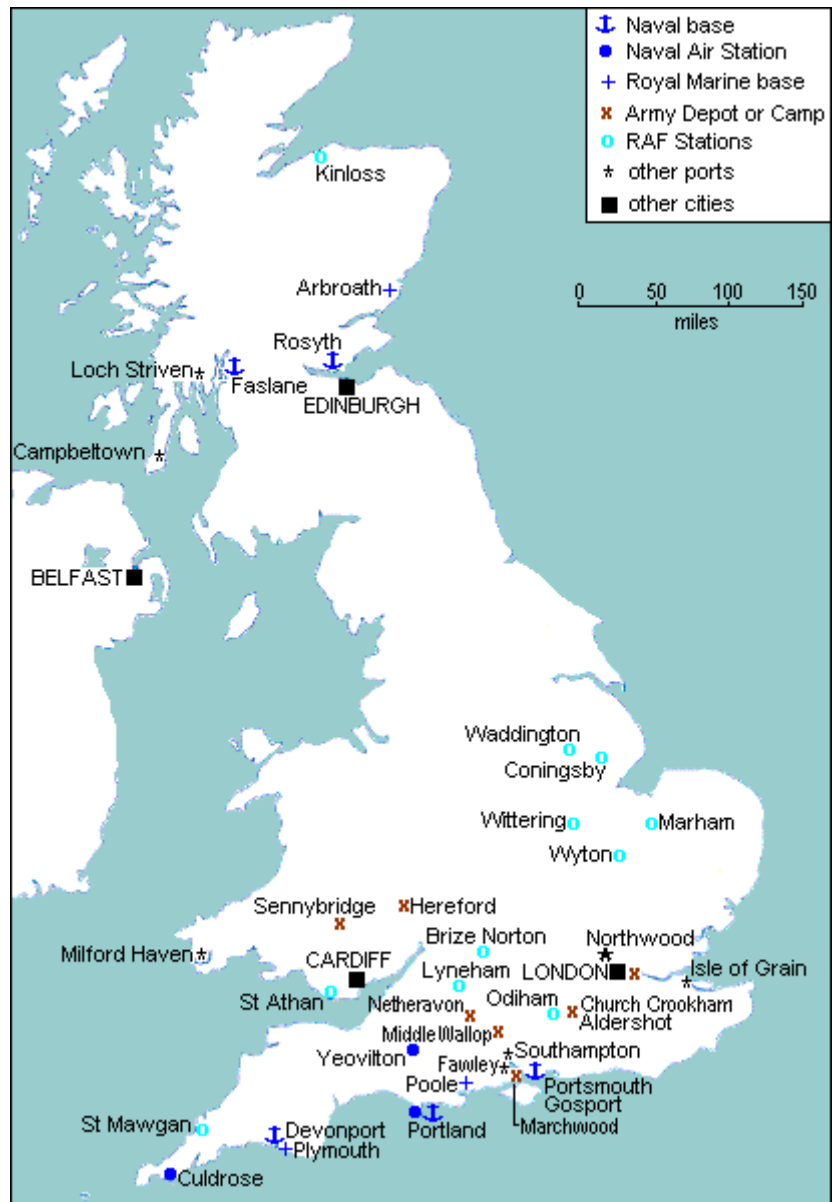 Naval base
Naval Air Station
Royal Marine base
Army Depot or Camp
RAF Stations
other ports
other cities
Kinloss
Arbroath
0 50 100 150
miles
Rosyth
Loch Striven
Faslane
EDINBURGH
Campbeltown
BELFAST
Waddington
Coningsby
Wittering
Marham
Wyton
Sennybridge
Hereford
Brize Norton
Northwood
Milford Haven
CARDIFF
Lyneham
LONDON
Isle of Grain
St Athan
Netheravon
Odiham
Church Crookham
Aldershot
Middle Wallop
Yeovilton
Southampton
Fawley
Poole
Portsmouth
Gosport
St Mawgan
Devonport
Portland
Marchwood
Plymouth
Culdrose